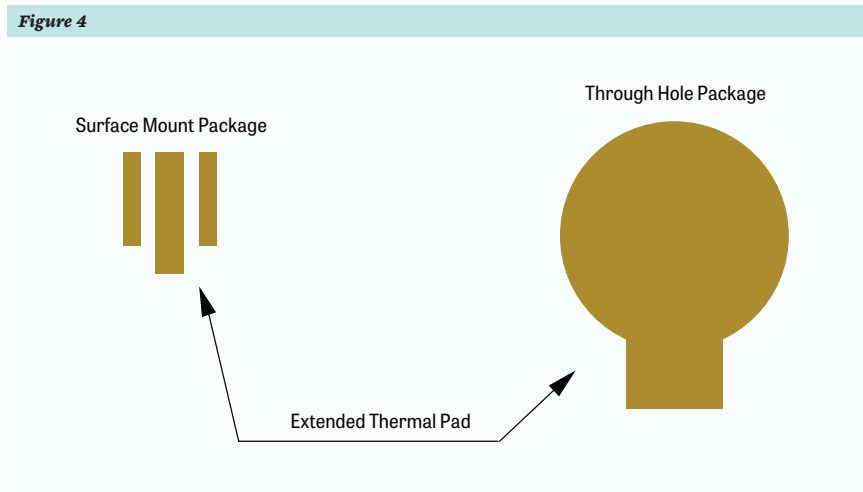 Figure 4
Through Hole Package
Surface Mount Package
Extended Thermal Pad